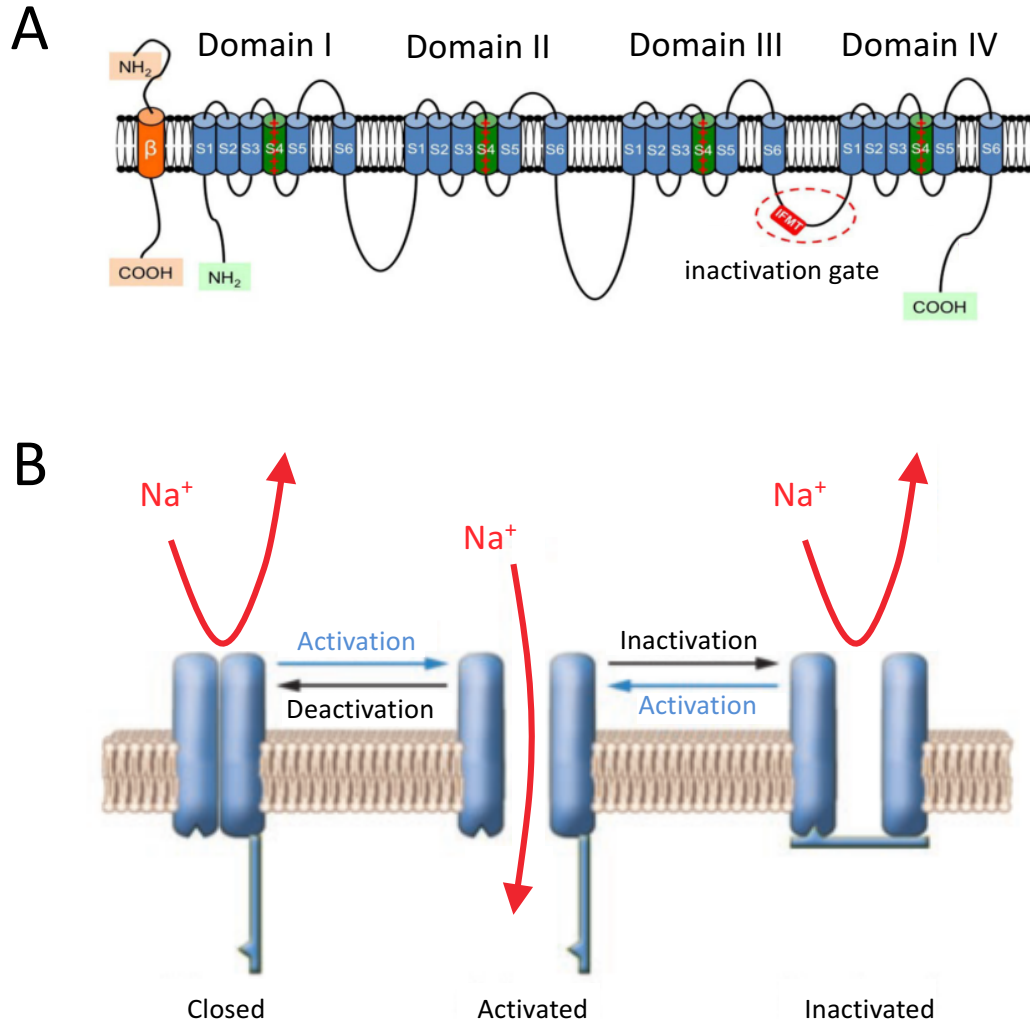 A
Domain I
Domain II
Domain III
Domain IV
NH₂
β
S1 S2 S3 S4 S5 S6
S1 S2 S3 S4 S5 S6
S1 S2 S3 S4 S5 S6
S1 S2 S3 S4 S5 S6
IFMT
COOH
NH₂
inactivation gate
COOH
B
Na⁺
Na⁺
Na⁺
Activation
Deactivation
Inactivation
Activation
Closed
Activated
Inactivated